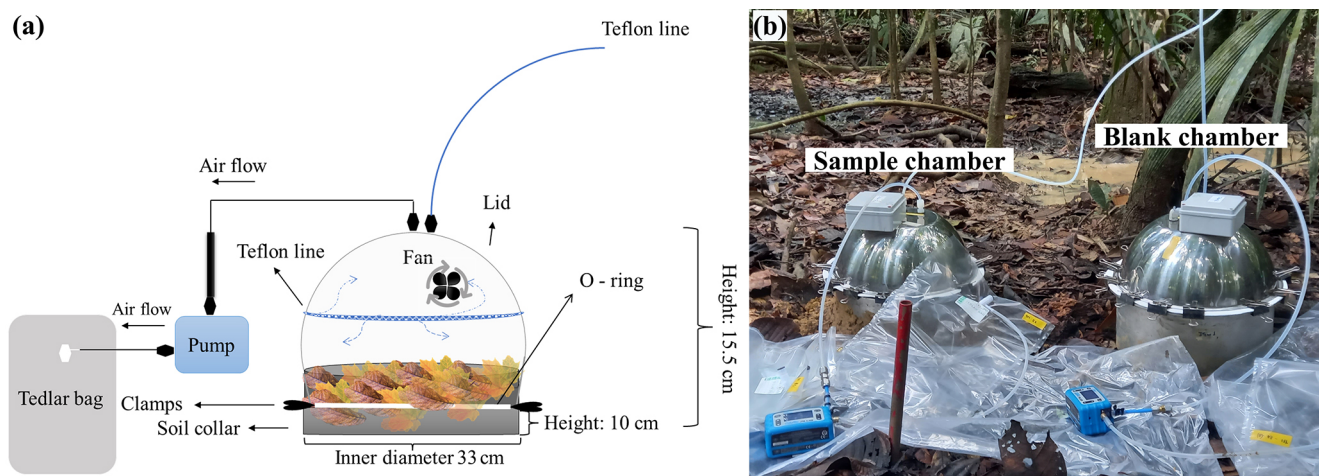 (a)
Teflon line
Air flow
Lid
Teflon line
Fan
O - ring
Air flow
Pump
Tedlar bag
Clamps
Soil collar
Height: 10 cm
Inner diameter 33 cm
Height: 15.5 cm
(b)
Blank chamber
Sample chamber